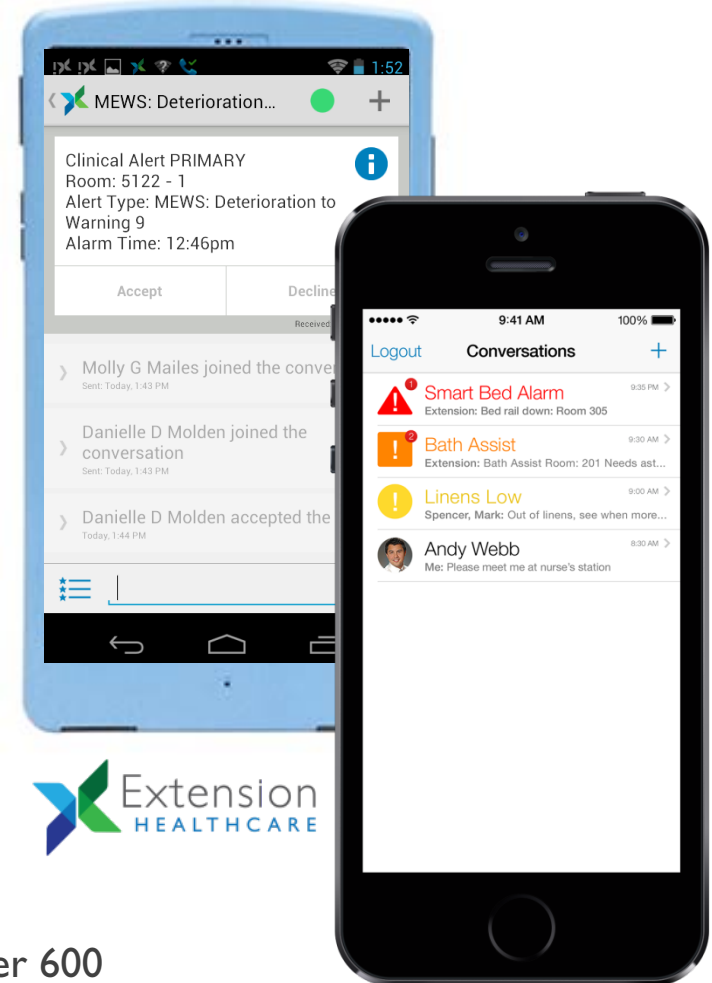 1:52
MEWS: Deterioration...
Clinical Alert PRIMARY
Room: 5122 - 1
Alert Type: MEWS: Deterioration to
Warning 9
Alarm Time: 12:46pm
Accept
Decline
Received
Molly G Mailes joined the
Sent: Today, 1:43 PM
Danielle D Molden joined the
conversation
Sent: Today, 1:43 PM
Danielle D Molden accepted the
Today, 1:44 PM
9:41 AM
100%
Logout
Conversations
1
Smart Bed Alarm
9:35 PM
Extension: Bed rail down: Room 305
2
Bath Assist
9:30 AM
Extension: Bath Assist Room: 201 Needs ast...
Linens Low
9:00 AM
Spencer, Mark: Out of linens, see when more...
Andy Webb
8:30 AM
Me: Please meet me at nurse's station
Extension
HEALTHCARE
600